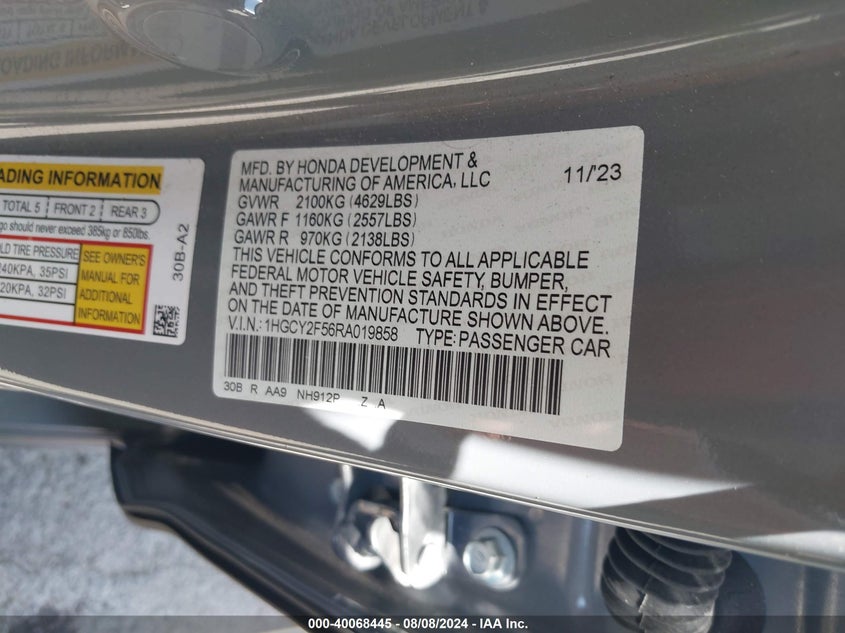 ADING INFORMATION
TOTAL 5 FRONT 2 REAR 3
go should never exceed 385kg or 850lbs.
LD TIRE PRESSURE
240KPA, 35PSI
20KPA, 32PSI
SEE OWNER'S
MANUAL FOR
ADDITIONAL
INFORMATION
30B-A2
MFD. BY HONDA DEVELOPMENT &
MANUFACTURING OF AMERICA, LLC 11/'23
GVWR 2100KG (4629LBS)
GAWR F 1160KG (2557LBS)
GAWR R 970KG (2138LBS)
THIS VEHICLE CONFORMS TO ALL APPLICABLE
FEDERAL MOTOR VEHICLE SAFETY, BUMPER,
AND THEFT PREVENTION STANDARDS IN EFFECT
ON THE DATE OF MANUFACTURE SHOWN ABOVE.
V.I.N.: 1HGCY2F56RA019858 TYPE: PASSENGER CAR
30B R AA9 NH912P Z A
000-40068445 - 08/08/2024 - IAA Inc.